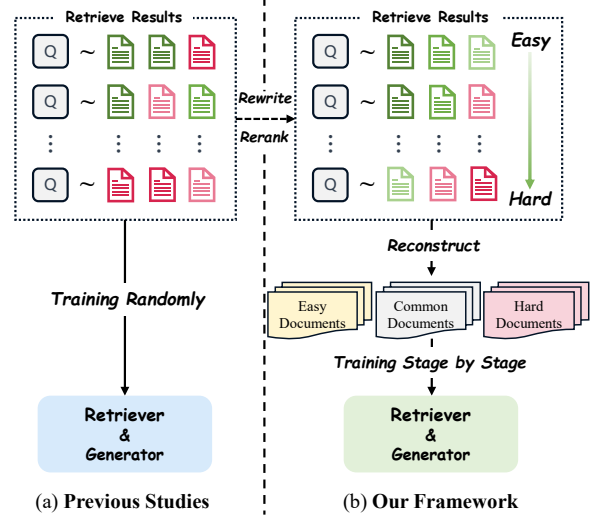 Retrieve Results
Q ~
Q ~
Q ~
Training Randomly
Retriever
&
Generator
(a) Previous Studies
Rewrite
Rerank
Retrieve Results
Q ~
Q ~
Q ~
Easy
Hard
Reconstruct
Easy
Documents
Common
Documents
Hard
Documents
Training Stage by Stage
Retriever
&
Generator
(b) Our Framework